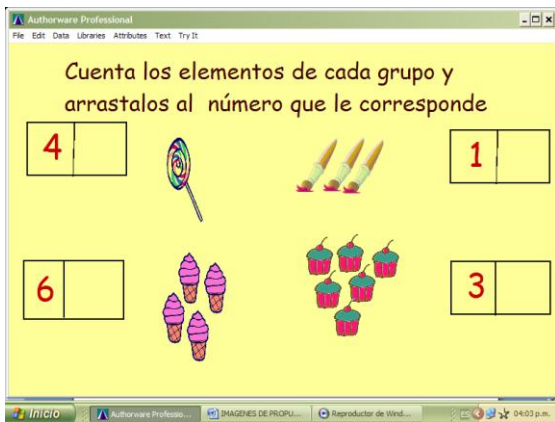 Authorware Professional
File Edit Data Libraries Attributes Text Try It
Cuenta los elementos de cada grupo y
arrastalos al número que le corresponde
4
1
6
3
Inicio Authorware Professio... IMAGENES DE PROPU... Reproductor de Wind... 04:03 p.m.